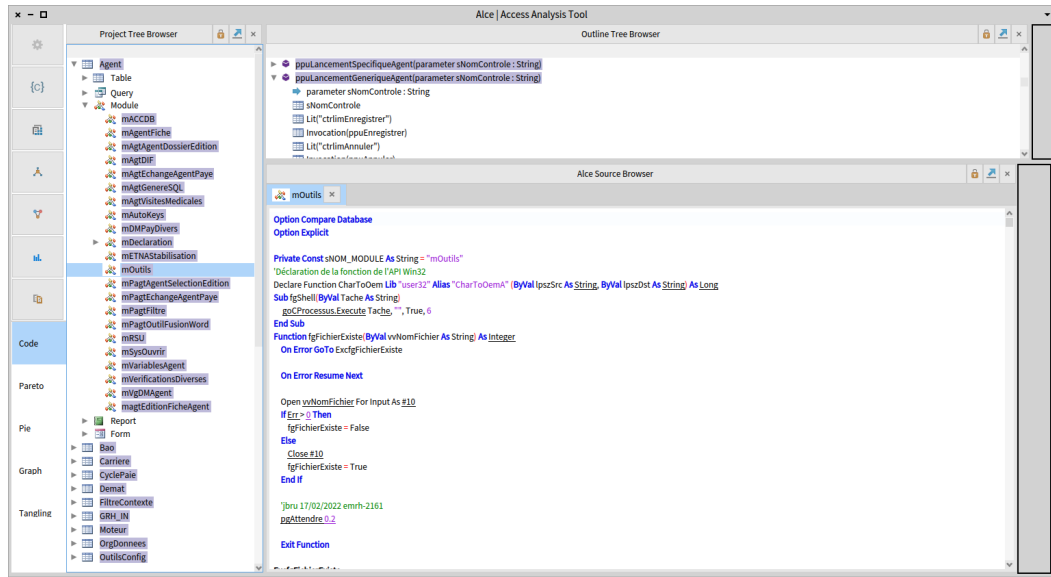 Alce | Access Analysis Tool
Project Tree Browser
Agent
Table
Query
Module
mACCDB
mAgentFiche
mAgtAgentDossierEdition
mAgtDIF
mAgtEchangeAgentPaye
mAgtGenereSQL
mAgtVisitesMedicales
mAutoKeys
mDMPayDivers
mDeclaration
mETNAStabilisation
mOutils
mPagtAgentSelectionEdition
mPagtEchangeAgentPaye
mPagtFiltre
mPagtOutilFusionWord
mRSU
mSysOuvrir
mVariablesAgent
mVerificationsDiverses
mVgDMAgent
magtEditionFicheAgent
Report
Form
Bao
Carriere
CyclePaie
Demat
FiltreContexte
GRH_IN
Moteur
OrgDonnees
OutilsConfig
{C}
Code
Pareto
Pie
Graph
Tangling
Outline Tree Browser
ppuLancementSpecifiqueAgent(parameter sNomControle : String)
ppuLancementGeneriqueAgent(parameter sNomControle : String)
parameter sNomControle : String
sNomControle
Lit("ctrlimEnregistrer")
Invocation(ppuEnregistrer)
Lit("ctrlimAnnuler")
Invocation(ppuAnnuler)
Alce Source Browser
mOutils
Option Compare Database
Option Explicit
Private Const sNOM_MODULE As String = "mOutils"
'Déclaration de la fonction de l'API Win32
Declare Function CharToOem Lib "user32" Alias "CharToOemA" (ByVal lpszSrc As String, ByVal lpszDst As String) As Long
Sub fgShell(ByVal Tache As String)
goCProcessus.Execute Tache, "", True, 6
End Sub
Function fgFichierExiste(ByVal vvNomFichier As String) As Integer
On Error GoTo ExcfgFichierExiste
On Error Resume Next
Open vvNomFichier For Input As #10
If Err > 0 Then
fgFichierExiste = False
Else
Close #10
fgFichierExiste = True
End If
'jbru 17/02/2022 emrh-2161
pgAttendre 0.2
Exit Function